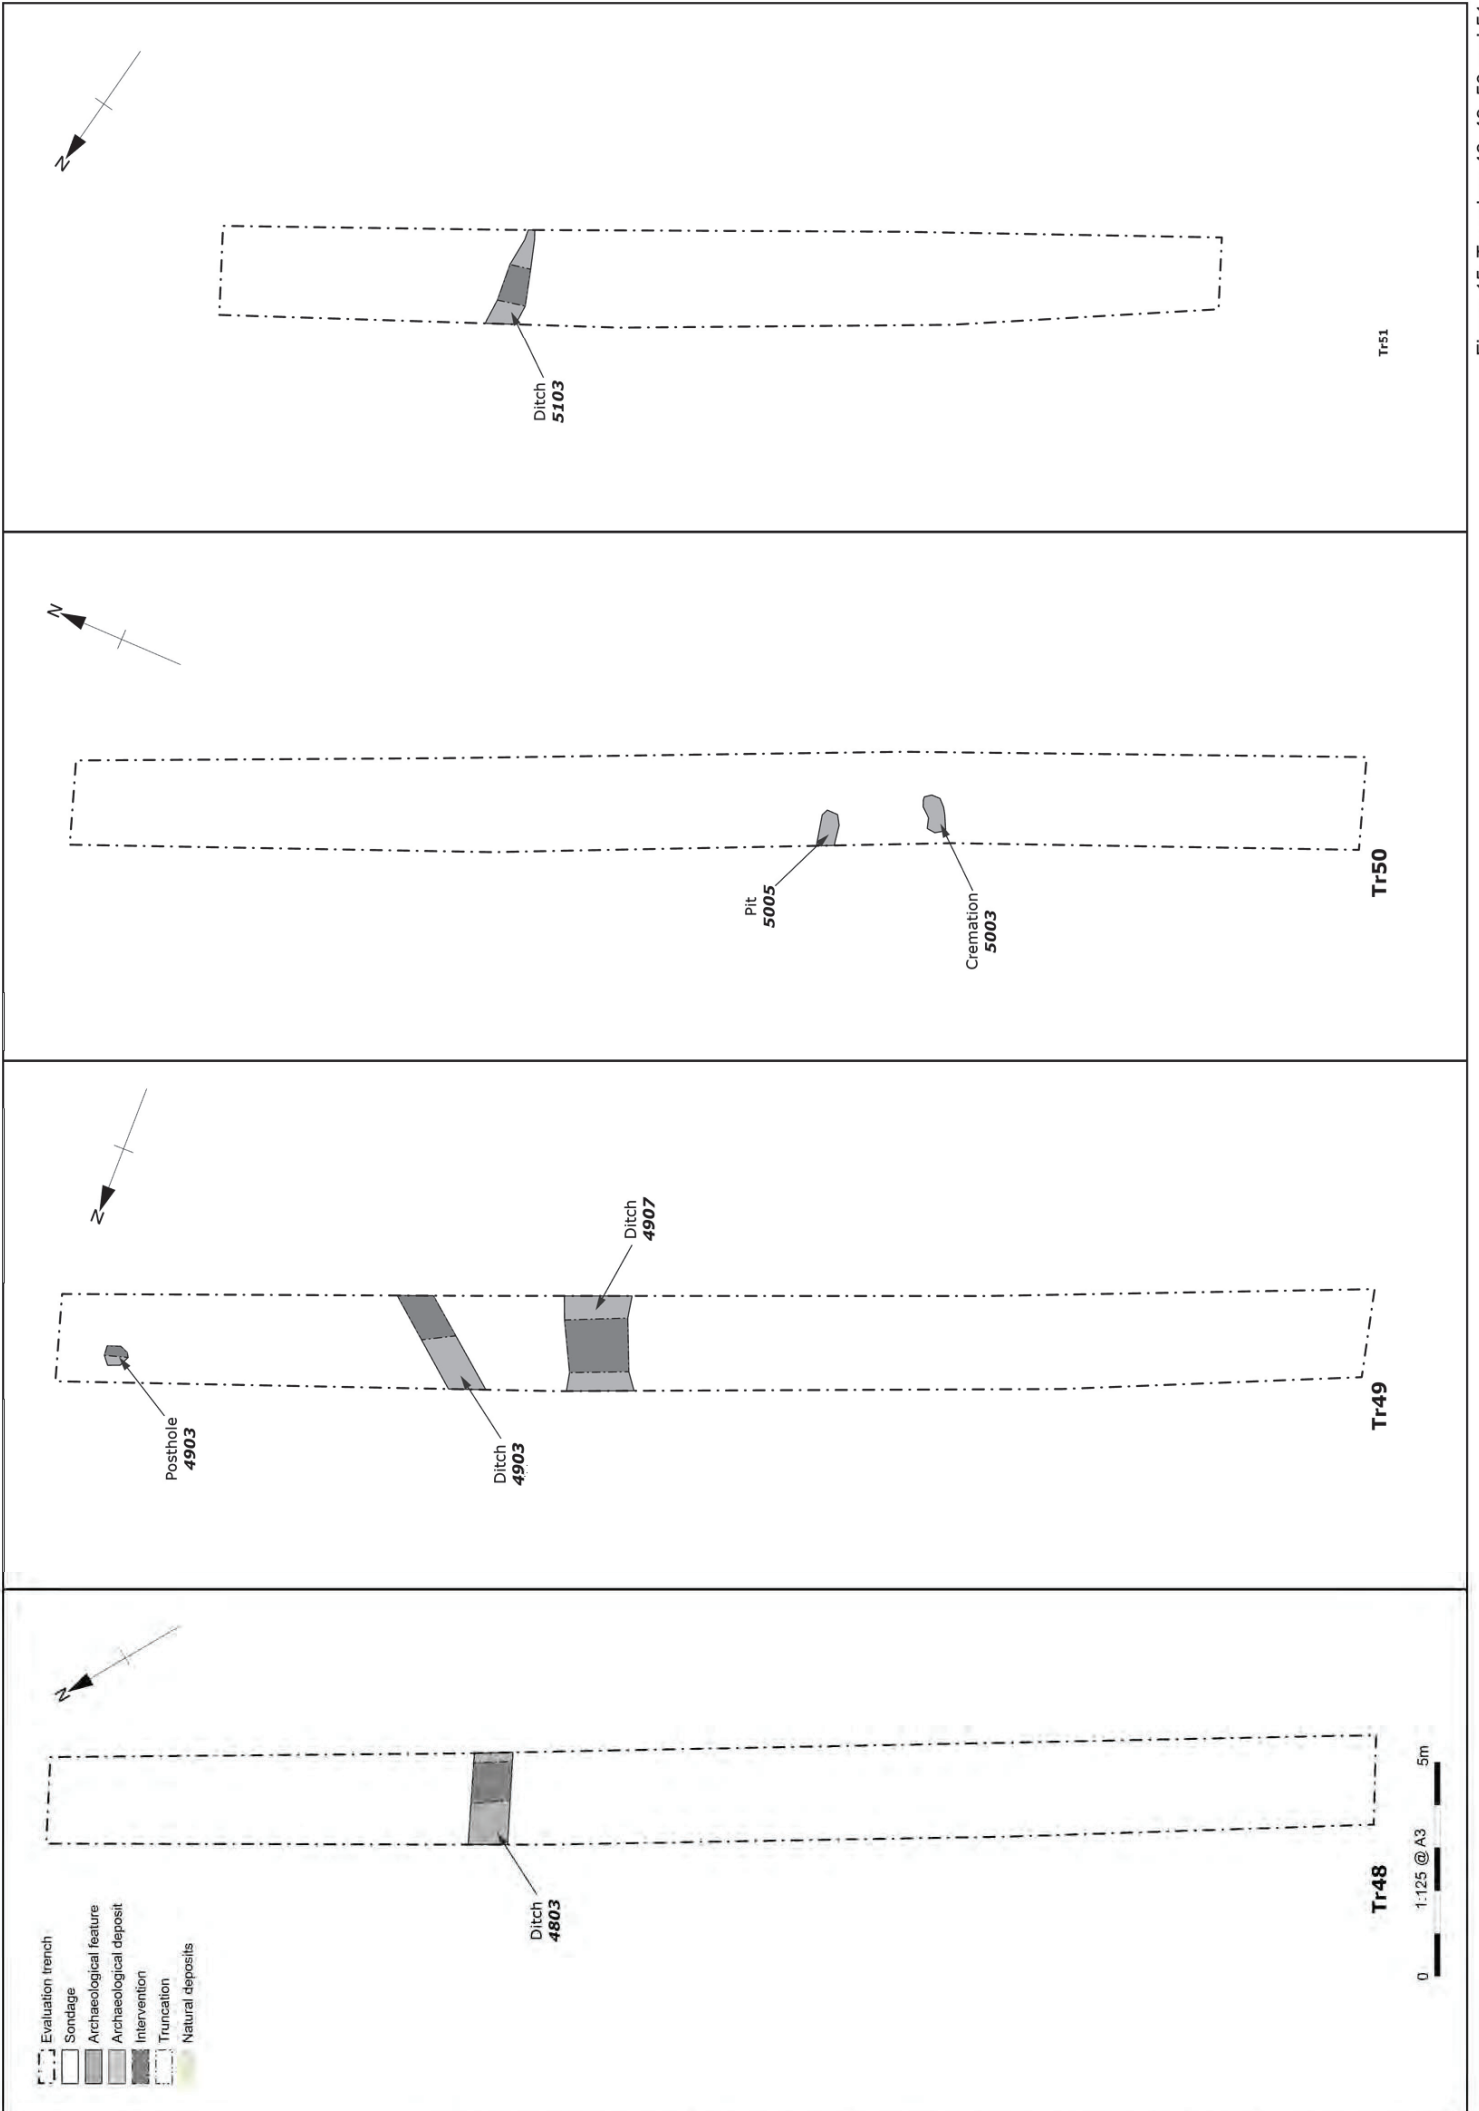 Evaluation trench
Sondage
Archaeological feature
Archaeological deposit
Intervention
Truncation
Natural deposits
N
Ditch
4803
Tr48
0
1:125 @ A3
5m
N
Posthole
4903
Ditch
4903
Ditch
4907
Tr49
N
Pit
5005
Cremation
5003
Tr50
N
Ditch
5103
Tr51